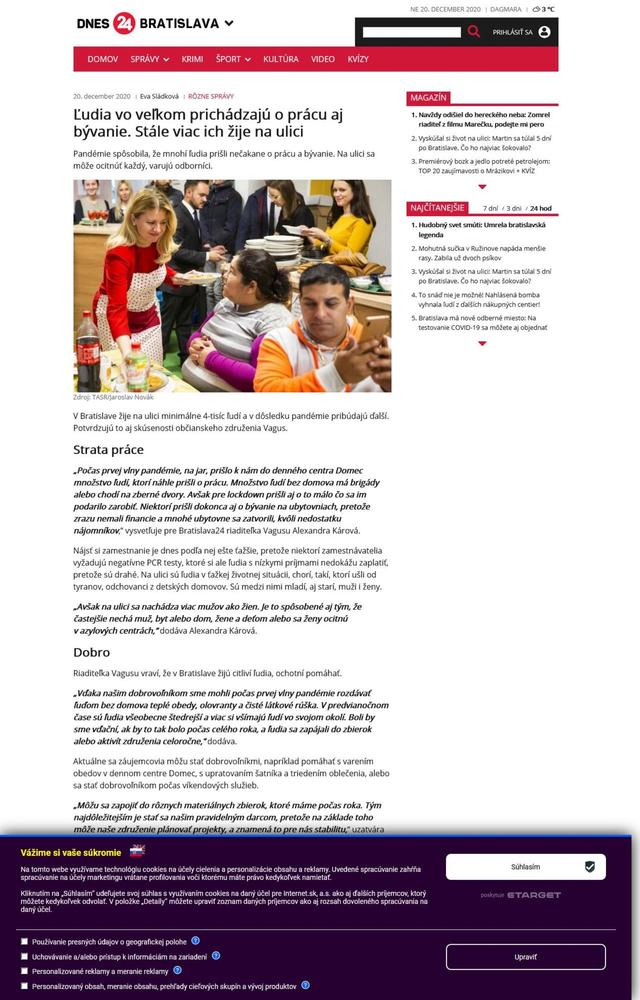 NE 20. DECEMBER 2020 | DAGMARA | 3 °C
DNES 24 BRATISLAVA
PRIHLÁSIŤ SA
DOMOV SPRÁVY KRIMI ŠPORT KULTÚRA VIDEO KVÍZY
20. december 2020 | Eva Sládková | RÔZNE SPRÁVY
Ľudia vo veľkom prichádzajú o prácu aj
bývanie. Stále viac ich žije na ulici
Pandémie spôsobila, že mnohí ľudia prišli nečakane o prácu a bývanie. Na ulici sa
môže ocitnúť každý, varujú odborníci.
Zdroj: TASR/Jaroslav Novák
V Bratislave žije na ulici minimálne 4-tisíc ľudí a v dôsledku pandémie pribúdajú ďalší.
Potvrdzujú to aj skúsenosti občianskeho združenia Vagus.
Strata práce
„Počas prvej vlny pandémie, na jar, prišlo k nám do denného centra Domec
množstvo ľudí, ktorí náhle prišli o prácu. Množstvo ľudí bez domova má brigády
alebo chodí na zberné dvory. Avšak pre lockdown prišli aj o to málo čo sa im
podarilo zarobiť. Niektorí prišli dokonca aj o bývanie na ubytovniach, pretože
zrazu nemali financie a mnohé ubytovne sa zatvorili, kvôli nedostatku
nájomníkov,“ vysvetľuje pre Bratislava24 riaditeľka Vagusu Alexandra Kárová.
Nájsť si zamestnanie je dnes podľa nej ešte ťažšie, pretože niektorí zamestnávatelia
vyžadujú negatívne PCR testy, ktoré si ale ľudia s nízkymi príjmami nedokážu zaplatiť,
pretože sú drahé. Na ulici sú ľudia v ťažkej životnej situácii, chorí, takí, ktorí ušli od
tyranov, odchovanci z detských domovov. Sú medzi nimi mladí, aj starí, muži i ženy.
„Avšak na ulici sa nachádza viac mužov ako žien. Je to spôsobené aj tým, že
častejšie nechá muž, byt alebo dom, žene a deťom alebo sa ženy ocitnú
v azylových centrách,“ dodáva Alexandra Kárová.
Dobro
Riaditeľka Vagusu vraví, že v Bratislave žijú citliví ľudia, ochotní pomáhať.
„Vďaka našim dobrovoľníkom sme mohli počas prvej vlny pandémie rozdávať
ľuďom bez domova teplé obedy, olovranty a čisté látkové rúška. V predvianočnom
čase sú ľudia všeobecne štedrejší a viac si všímajú ľudí vo svojom okolí. Boli by
sme vďační, ak by to tak bolo počas celého roka, a ľudia sa zapájali do zbierok
alebo aktivít združenia celoročne,“ dodáva.
Aktuálne sa záujemcovia môžu stať dobrovoľníkmi, napríklad pomáhať s varením
obedov v dennom centre Domec, s upratovaním šatníka a triedením oblečenia, alebo
sa stať dobrovoľníkom počas víkendových služieb.
„Môžu sa zapojiť do rôznych materiálnych zbierok, ktoré máme počas roka. Tým
najdôležitejším je stať sa našim pravidelným darcom, pretože na základe toho
môže naše združenie plánovať projekty, a znamená to pre nás stabilitu,“ uzatvára
MAGAZÍN
1. Navždy odišiel do hereckého neba: Zomrel
riaditeľ z filmu Marečku, podejte mi pero
2. Vyskúšal si život na ulici: Martin sa túlal 5 dní
po Bratislave. Čo ho najviac šokovalo?
3. Premiérový bozk a jedlo potreté petrolejom:
TOP 20 zaujímavosti o Mrázikovi + KVÍZ
NAJČÍTANEJŠIE 7 dní / 3 dni / 24 hod
1. Hudobný svet smúti: Umrela bratislavská
legenda
2. Mohutná sučka v Ružinove napáda menšie
rasy. Zabila už dvoch psíkov
3. Vyskúšal si život na ulici: Martin sa túlal 5 dní
po Bratislave. Čo ho najviac šokovalo?
4. To snáď nie je možné! Nahlásená bomba
vyhnala ľudí z ďalších nákupných centier!
5. Bratislava má nové odberné miesto: Na
testovanie COVID-19 sa môžete aj objednať
Vážime si vaše súkromie
Na tomto webe využívame technológiu cookies na účely cielenia a personalizácie obsahu a reklamy. Uvedené spracúvanie zahŕňa
spracúvanie na účely marketingu vrátane profilovania voči ktorému máte právo kedykoľvek namietať.
Kliknutím na „Súhlasím“ udeľujete svoj súhlas s využívaním cookies na daný účel pre Internet.sk, a.s. ako aj ďalších príjemcov, ktorý
môžete kedykoľvek odvolať. V položke „Detaily“ môžete upraviť zoznam daných príjemcov ako aj rozsah dovoleného spracúvania na
daný účel.
Súhlasím
poskytuje ETARGET
Používanie presných údajov o geografickej polohe ?
Uchovávanie a/alebo prístup k informáciám na zariadení ?
Personalizované reklamy a meranie reklamy ?
Personalizovaný obsah, meranie obsahu, prehľady cieľových skupín a vývoj produktov ?
Upraviť